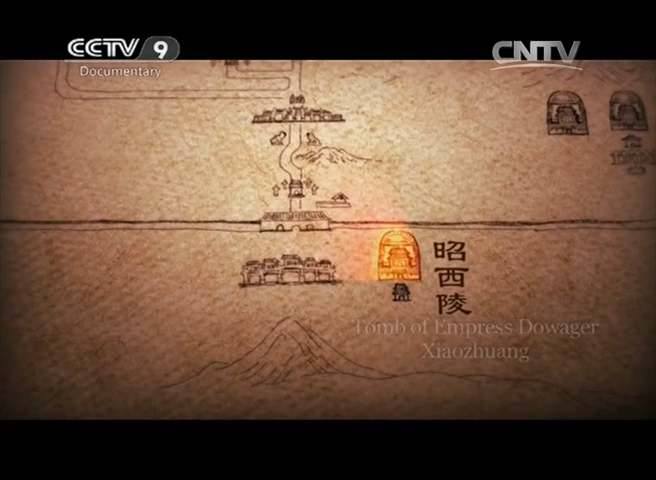 CCTV 9
Documentary
CNTV
昭西陵
Tomb of Empress Dowager
Xiaozhuang